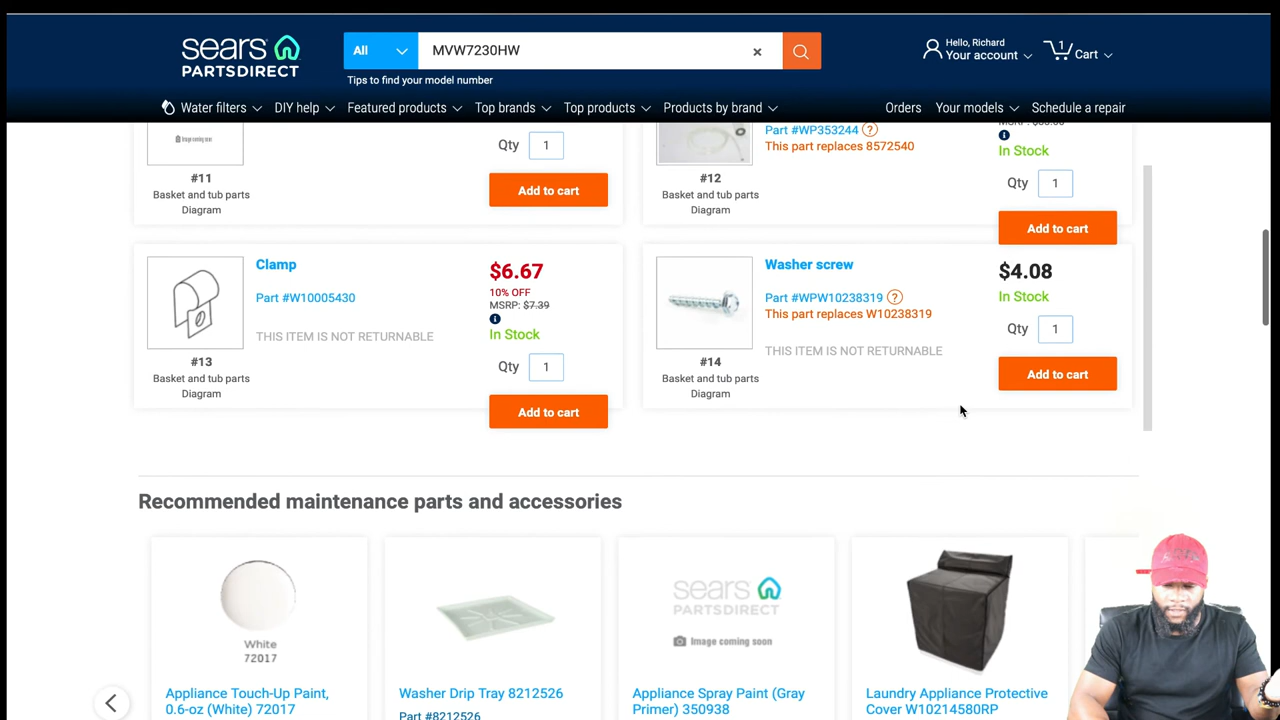 sears
PARTSDIRECT
All
MVW7230HW
Tips to find your model number
Hello, Richard
Your account
1
Cart
Water filters
DIY help
Featured products
Top brands
Top products
Products by brand
Orders
Your models
Schedule a repair
Image coming soon
#11
Basket and tub parts
Diagram
Qty 1
Add to cart
#12
Basket and tub parts
Diagram
Part #WP353244 ?
This part replaces 8572540
In Stock
Qty 1
Add to cart
#13
Basket and tub parts
Diagram
Clamp
Part #W10005430
THIS ITEM IS NOT RETURNABLE
$6.67
10% OFF
MSRP: $7.39
In Stock
Qty 1
Add to cart
#14
Basket and tub parts
Diagram
Washer screw
Part #WPW10238319 ?
This part replaces W10238319
THIS ITEM IS NOT RETURNABLE
$4.08
In Stock
Qty 1
Add to cart
Recommended maintenance parts and accessories
White
72017
Appliance Touch-Up Paint,
0.6-oz (White) 72017
Washer Drip Tray 8212526
Part #8212526
sears
PARTSDIRECT
Image coming soon
Appliance Spray Paint (Gray
Primer) 350938
Laundry Appliance Protective
Cover W10214580RP